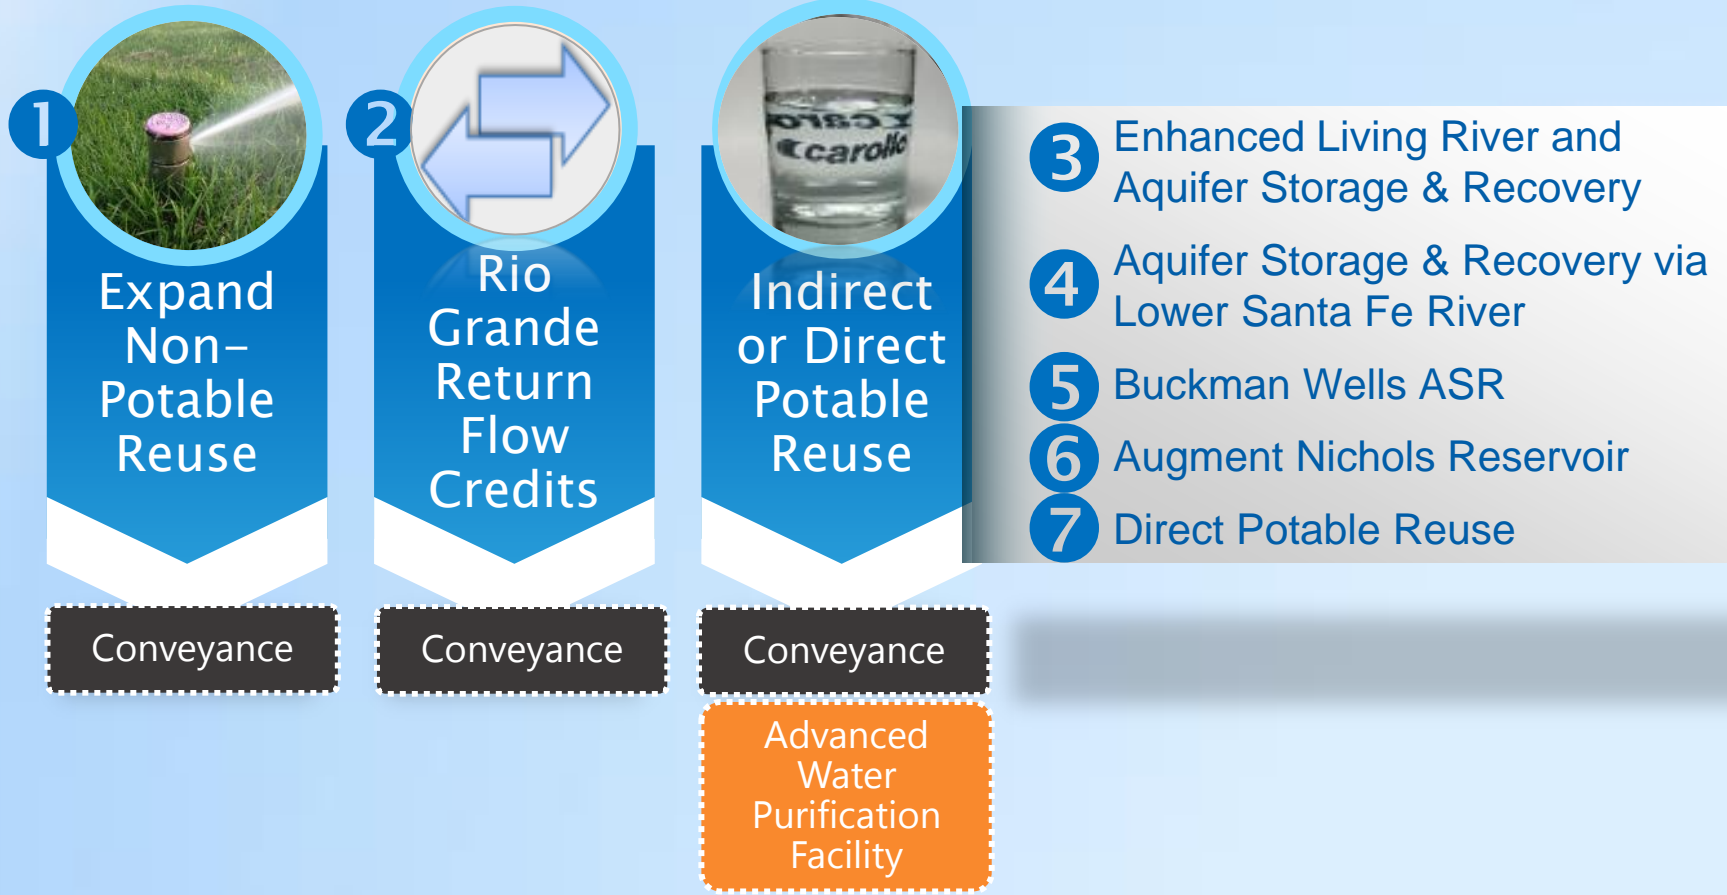 1
Expand
Non-
Potable
Reuse
Conveyance
2
Rio
Grande
Return
Flow
Credits
Conveyance
carollo
Indirect
or Direct
Potable
Reuse
Conveyance
Advanced
Water
Purification
Facility
3 Enhanced Living River and
Aquifer Storage & Recovery
4 Aquifer Storage & Recovery via
Lower Santa Fe River
5 Buckman Wells ASR
6 Augment Nichols Reservoir
7 Direct Potable Reuse